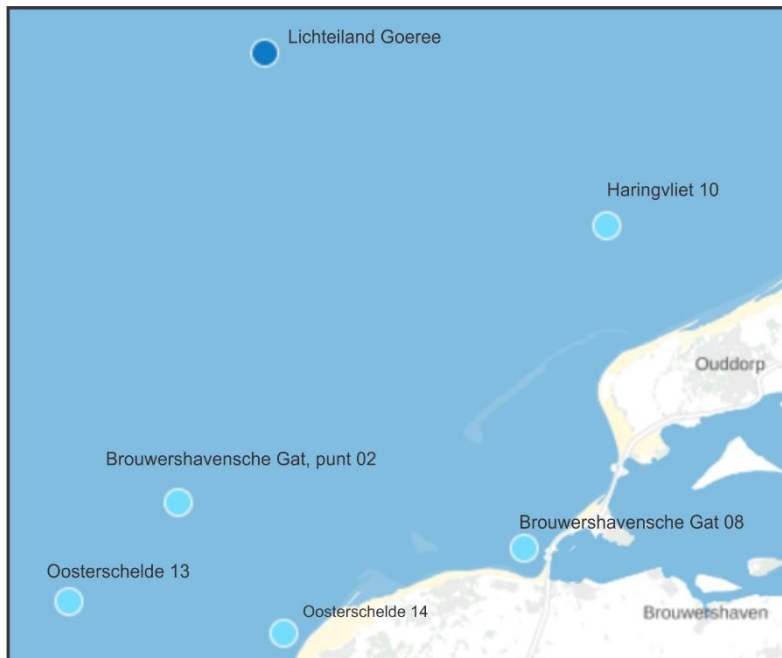 Lichteiland Goeree
Haringvliet 10
Ouddorp
Brouwershavensche Gat, punt 02
Brouwershavensche Gat 08
Oosterschelde 13
Oosterschelde 14
Brouwershaven